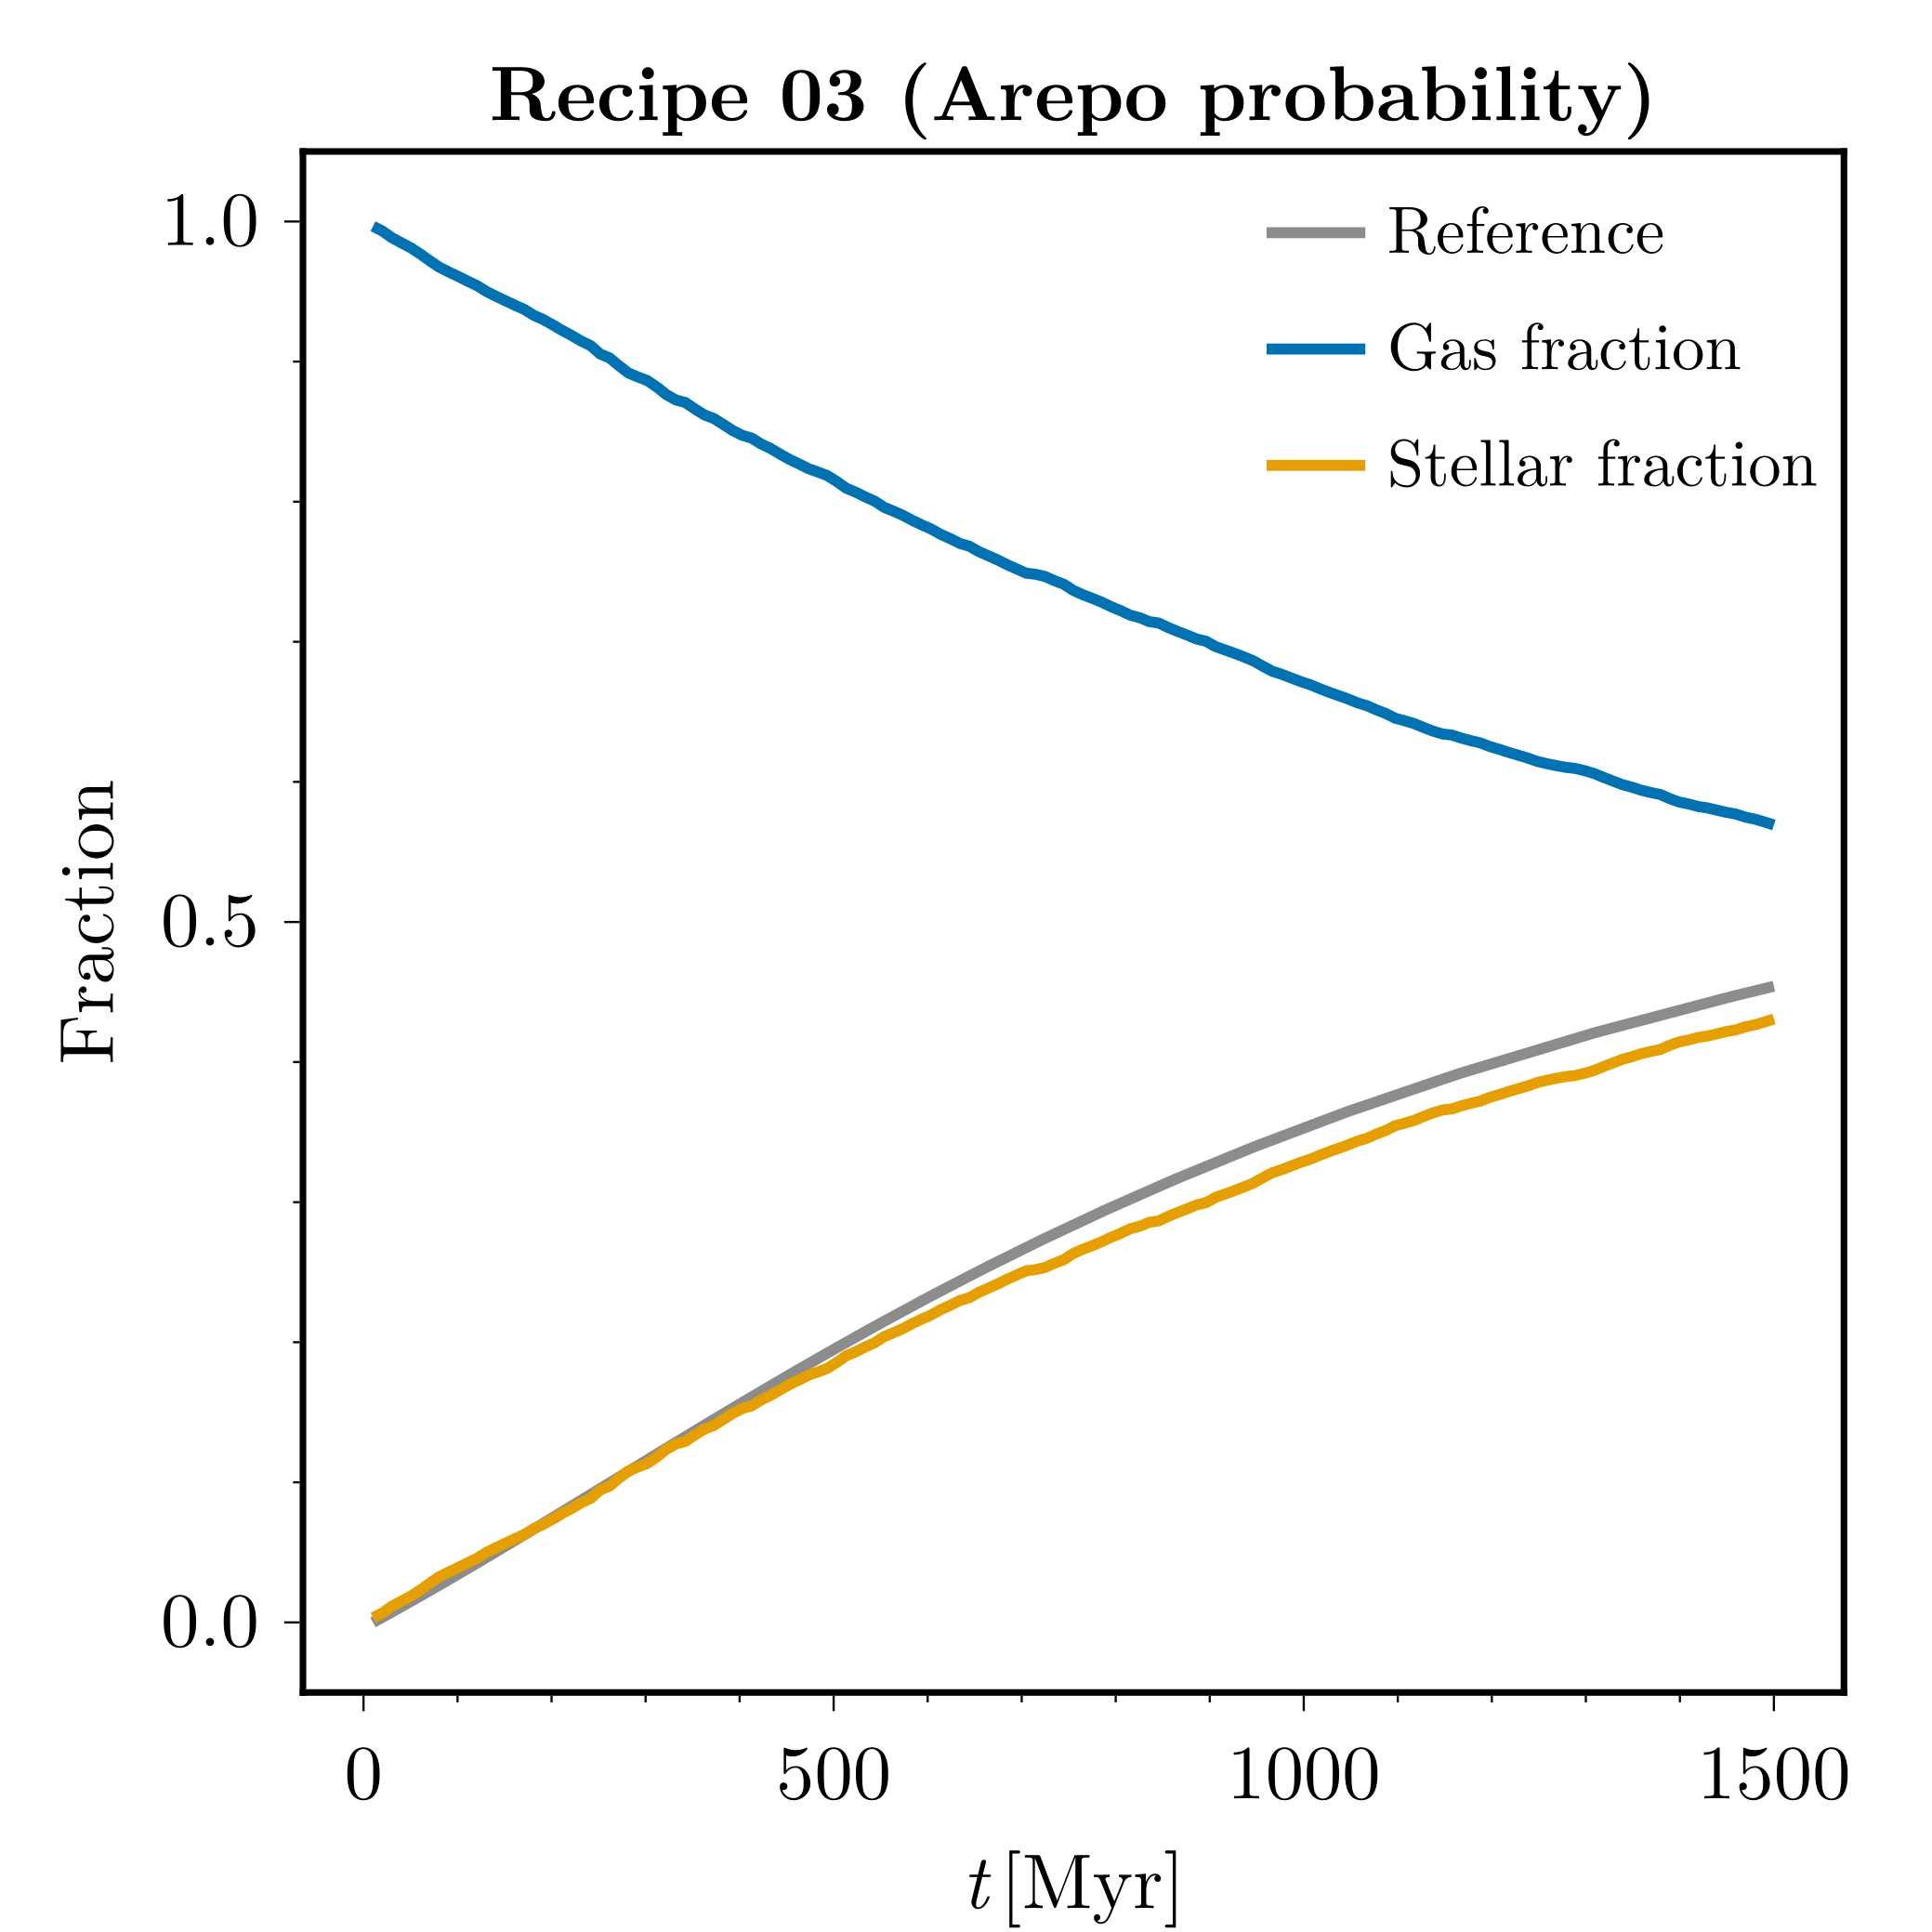 Recipe 03 (Arepo probability)
Reference
Gas fraction
Stellar fraction
Fraction
1.0
0.5
0.0
0 500 1000 1500
t [Myr]